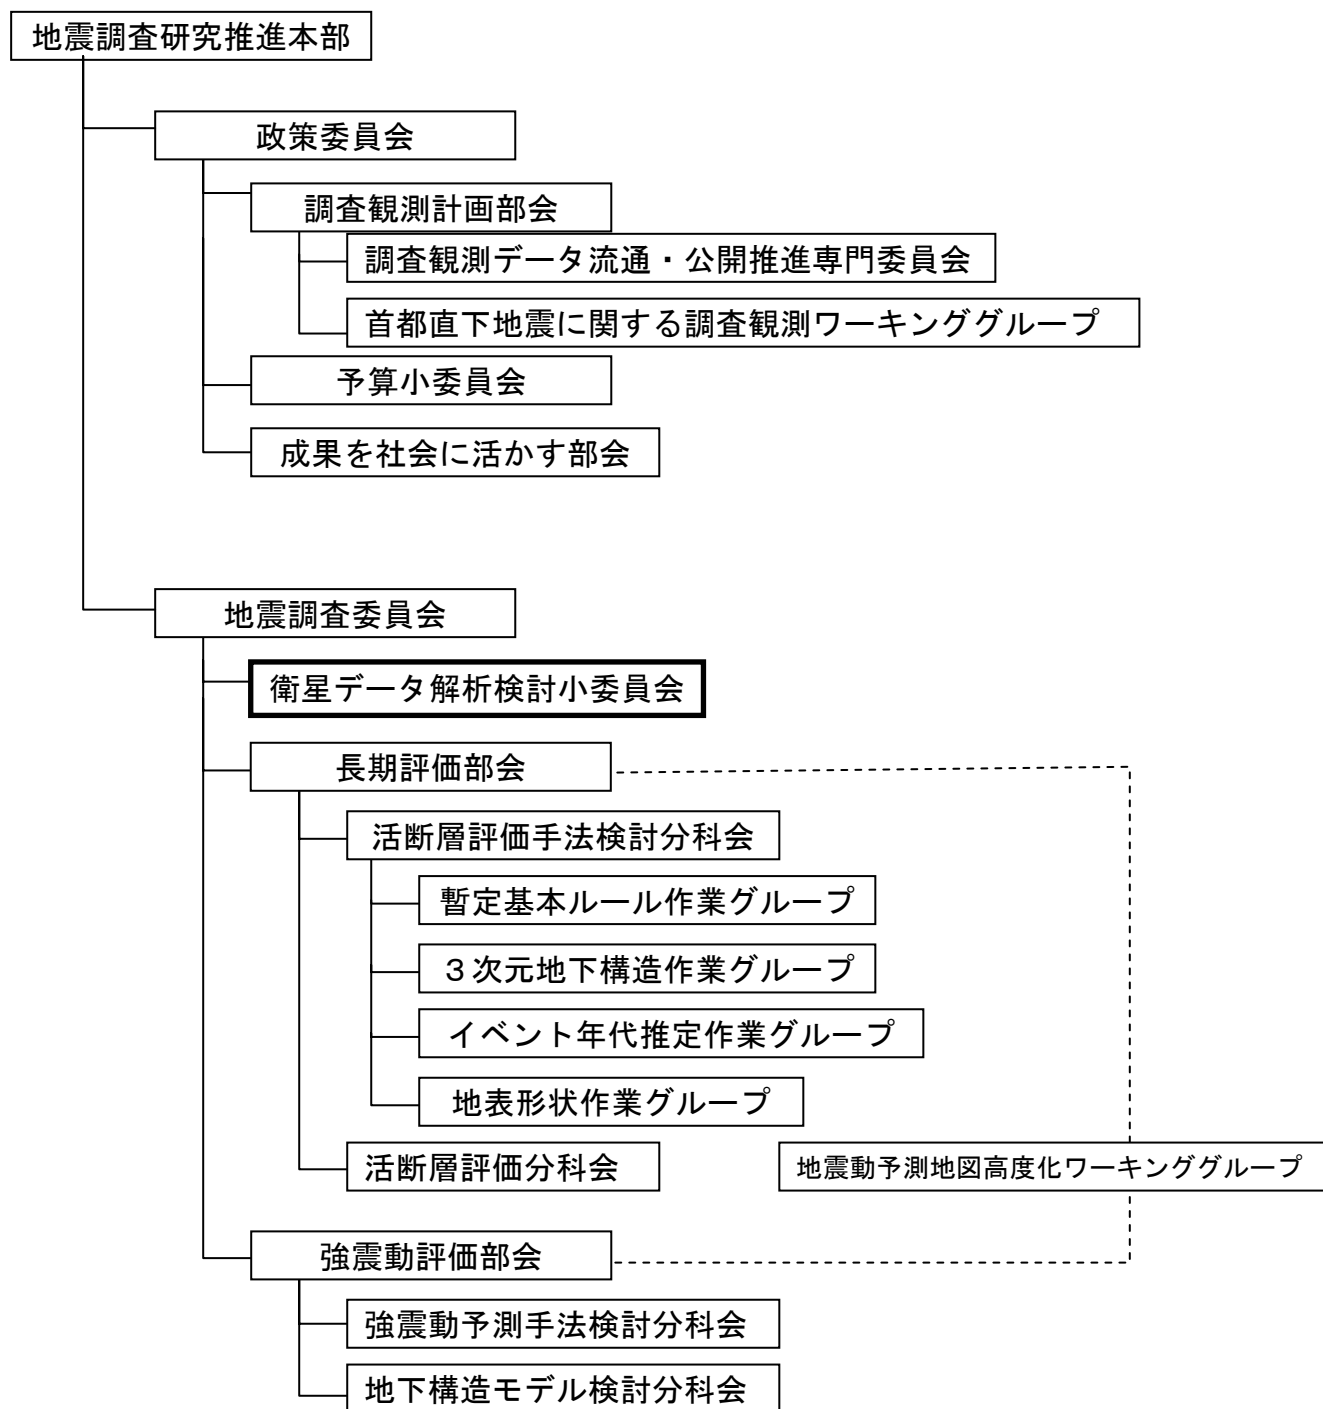 地震調査研究推進本部
政策委員会
調査観測計画部会
調査観測データ流通・公開推進専門委員会
首都直下地震に関する調査観測ワーキンググループ
予算小委員会
成果を社会に活かす部会
地震調査委員会
衛星データ解析検討小委員会
長期評価部会
活断層評価手法検討分科会
暫定基本ルール作業グループ
３次元地下構造作業グループ
イベント年代推定作業グループ
地表形状作業グループ
活断層評価分科会
地震動予測地図高度化ワーキンググループ
強震動評価部会
強震動予測手法検討分科会
地下構造モデル検討分科会